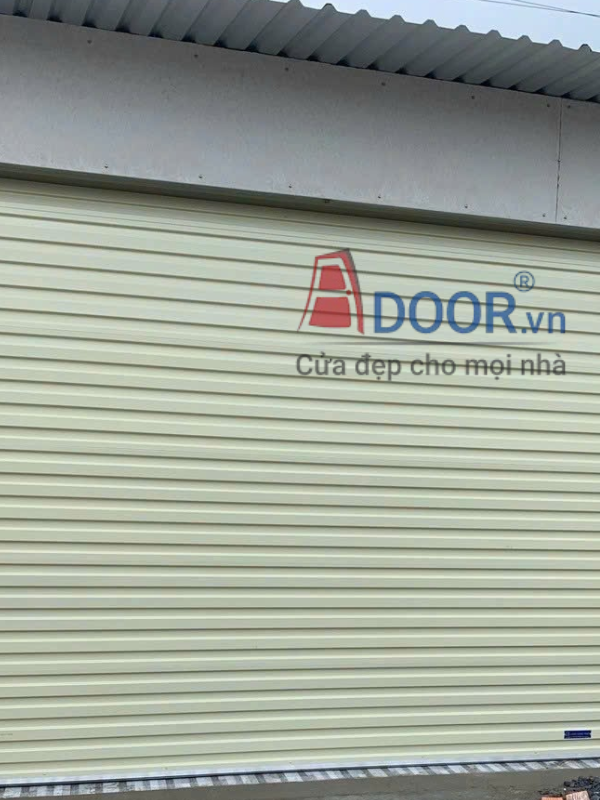 ADOOR.vn®
Cửa đẹp cho mọi nhà